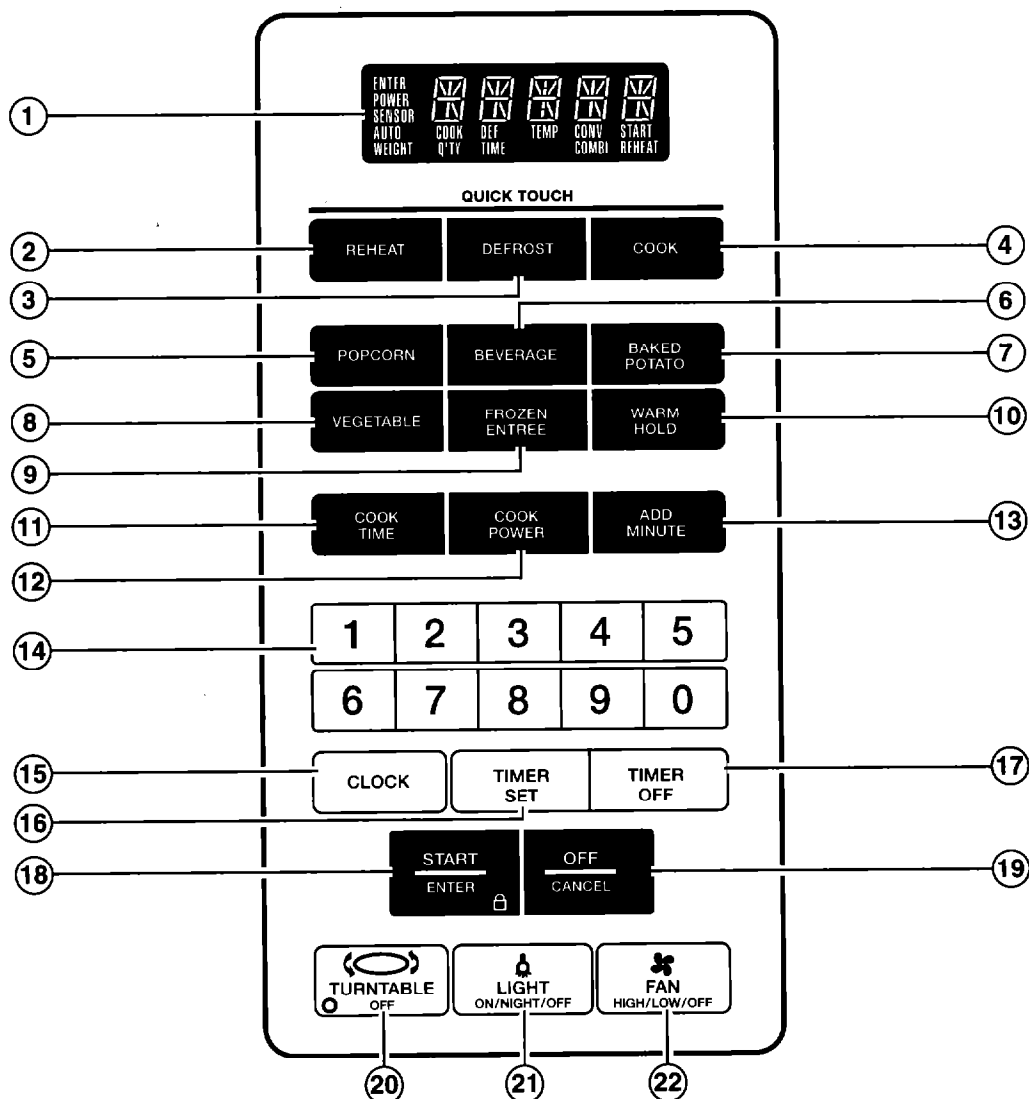 ENTER
POWER
SENSOR
AUTO COOK DEF TEMP CONV START
WEIGHT Q'TY TIME COMBI REHEAT
1
QUICK TOUCH
2 REHEAT DEFROST COOK 4
3
6
5 POPCORN BEVERAGE BAKED POTATO 7
8 VEGETABLE FROZEN ENTREE WARM HOLD 10
9
11 COOK TIME COOK POWER ADD MINUTE 13
12
14 1 2 3 4 5
6 7 8 9 0
15 CLOCK TIMER SET TIMER OFF 17
16
18 START ENTER OFF CANCEL 19
TURNTABLE OFF LIGHT ON/NIGHT/OFF FAN HIGH/LOW/OFF
20 21 22